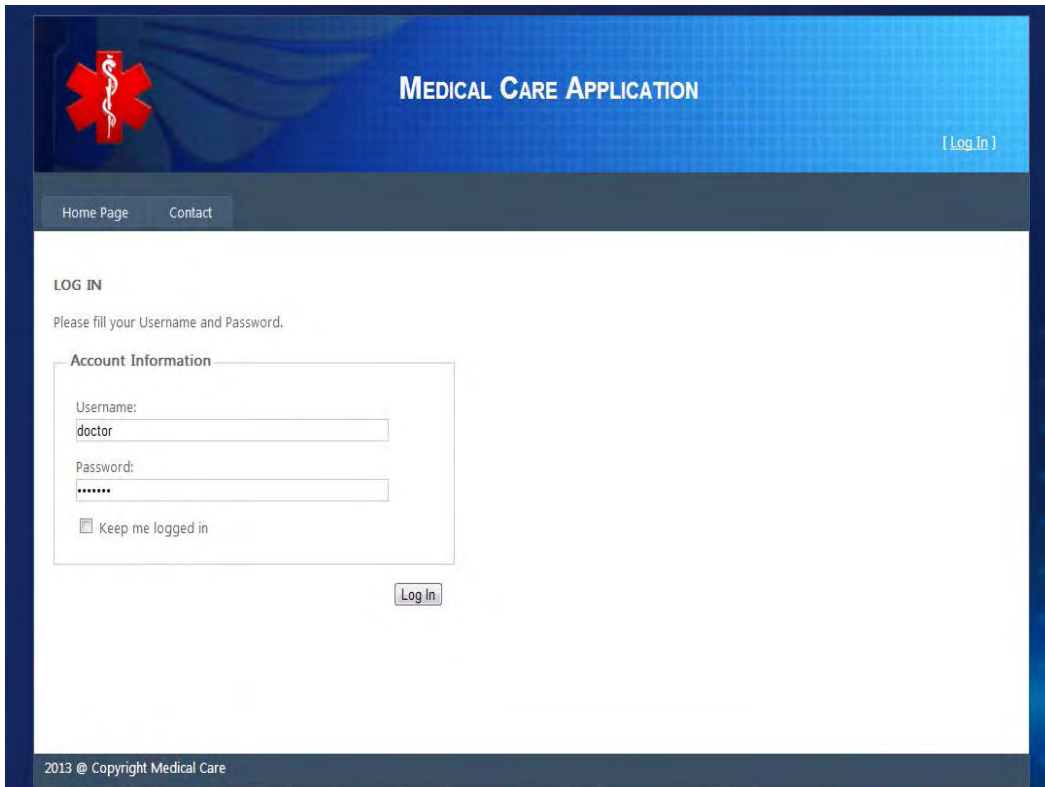 MEDICAL CARE APPLICATION
[ Log In ]
Home Page Contact
LOG IN
Please fill your Username and Password.
Account Information
Username:
doctor
Password:
•••••••
Keep me logged in
Log In
2013 @ Copyright Medical Care